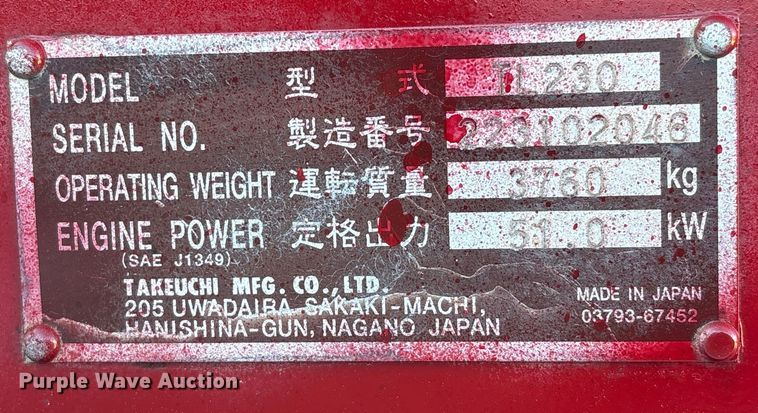 MODEL 型 式 TL230
SERIAL NO. 製造番号 223102046
OPERATING WEIGHT 運転質量 3760 kg
ENGINE POWER 定格出力 51.0 kW
(SAE J1349)
TAKEUCHI MFG. CO.,LTD.
205 UWADAIRA SAKAKI-MACHI,
HANISHINA-GUN, NAGANO JAPAN
MADE IN JAPAN
03793-67452
Purple Wave Auction